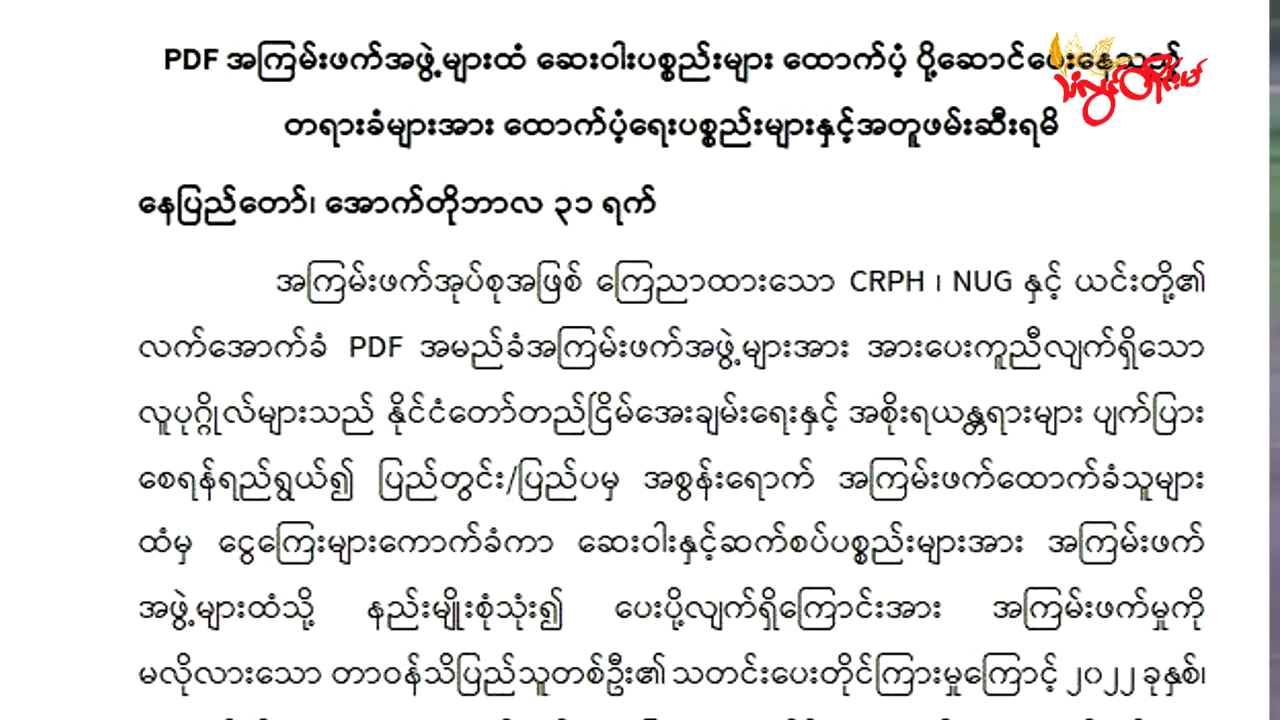 PDF အကြမ်းဖက်အဖွဲ့များထံ ဆေးဝါးပစ္စည်းများ ထောက်ပံ့ ပို့ဆောင်ပေးနေသည့်
တရားခံများအား ထောက်ပံ့ရေးပစ္စည်းများနှင့်အတူဖမ်းဆီးရမိ
နေပြည်တော်၊ အောက်တိုဘာလ ၃၁ ရက်
အကြမ်းဖက်အုပ်စုအဖြစ် ကြေညာထားသော CRPH ၊ NUG နှင့် ယင်းတို့၏
လက်အောက်ခံ PDF အမည်ခံအကြမ်းဖက်အဖွဲ့များအား အားပေးကူညီလျက်ရှိသော
လူပုဂ္ဂိုလ်များသည် နိုင်ငံတော်တည်ငြိမ်အေးချမ်းရေးနှင့် အစိုးရယန္တရားများ ပျက်ပြား
စေရန်ရည်ရွယ်၍ ပြည်တွင်း/ပြည်ပမှ အစွန်းရောက် အကြမ်းဖက်ထောက်ခံသူများ
ထံမှ ငွေကြေးများကောက်ခံကာ ဆေးဝါးနှင့်ဆက်စပ်ပစ္စည်းများအား အကြမ်းဖက်
အဖွဲ့များထံသို့ နည်းမျိုးစုံသုံး၍ ပေးပို့လျက်ရှိကြောင်းအား အကြမ်းဖက်မှုကို
မလိုလားသော တာဝန်သိပြည်သူတစ်ဦး၏ သတင်းပေးတိုင်ကြားမှုကြောင့် ၂၀၂၂ ခုနှစ်၊